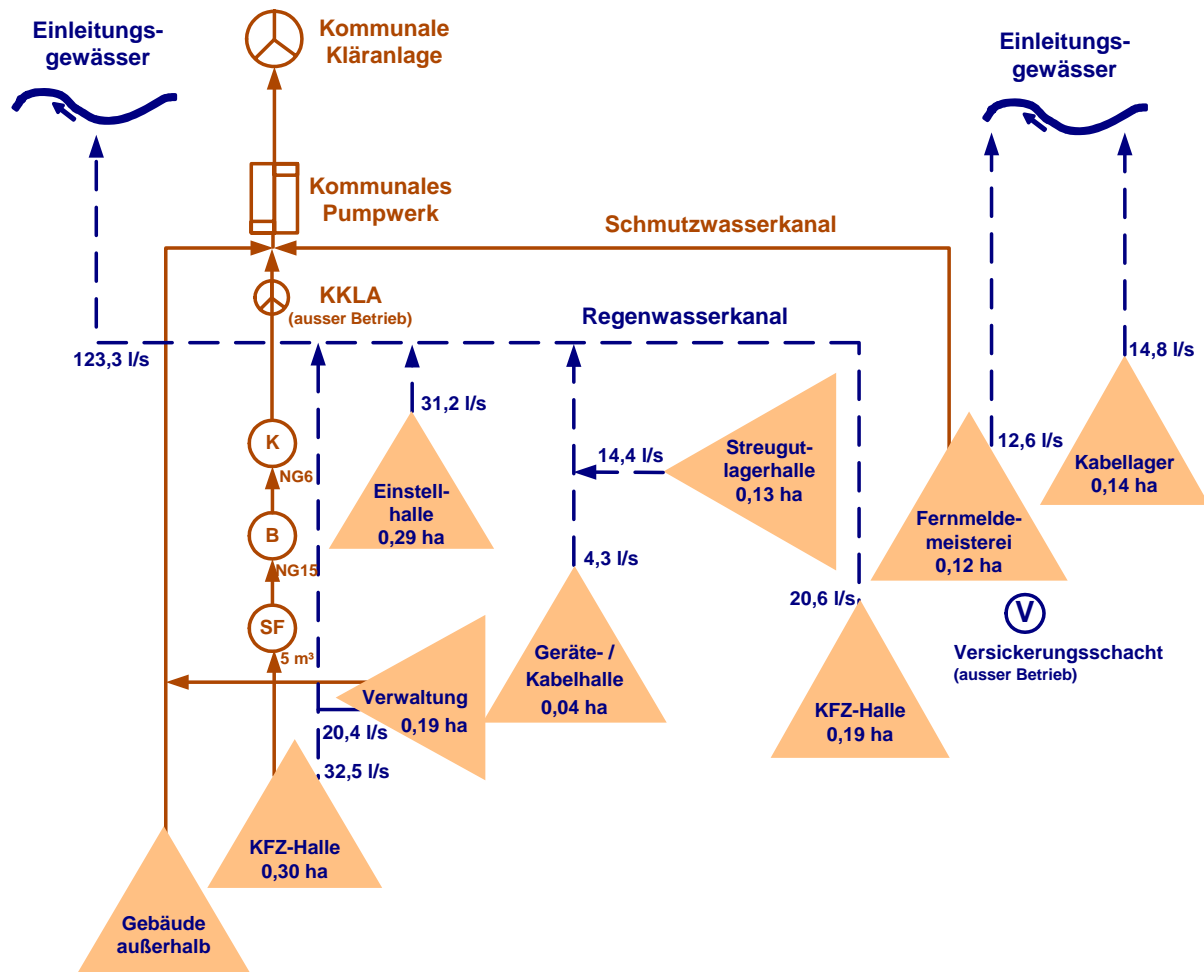 Einleitungs-
gewässer
Kommunale
Kläranlage
Einleitungs-
gewässer
Kommunales
Pumpwerk
Schmutzwasserkanal
KKLA
(ausser Betrieb)
Regenwasserkanal
123,3 l/s
14,8 l/s
31,2 l/s
K
NG6
Einstell-
halle
0,29 ha
14,4 l/s
Streugut-
lagerhalle
0,13 ha
12,6 l/s
Kabellager
0,14 ha
B
NG15
Fernmelde-
meisterei
0,12 ha
4,3 l/s
20,6 l/s
SF
5 m³
V
Versickerungsschacht
(ausser Betrieb)
Geräte- /
Kabelhalle
0,04 ha
Verwaltung
0,19 ha
20,4 l/s
KFZ-Halle
0,19 ha
32,5 l/s
KFZ-Halle
0,30 ha
Gebäude
außerhalb